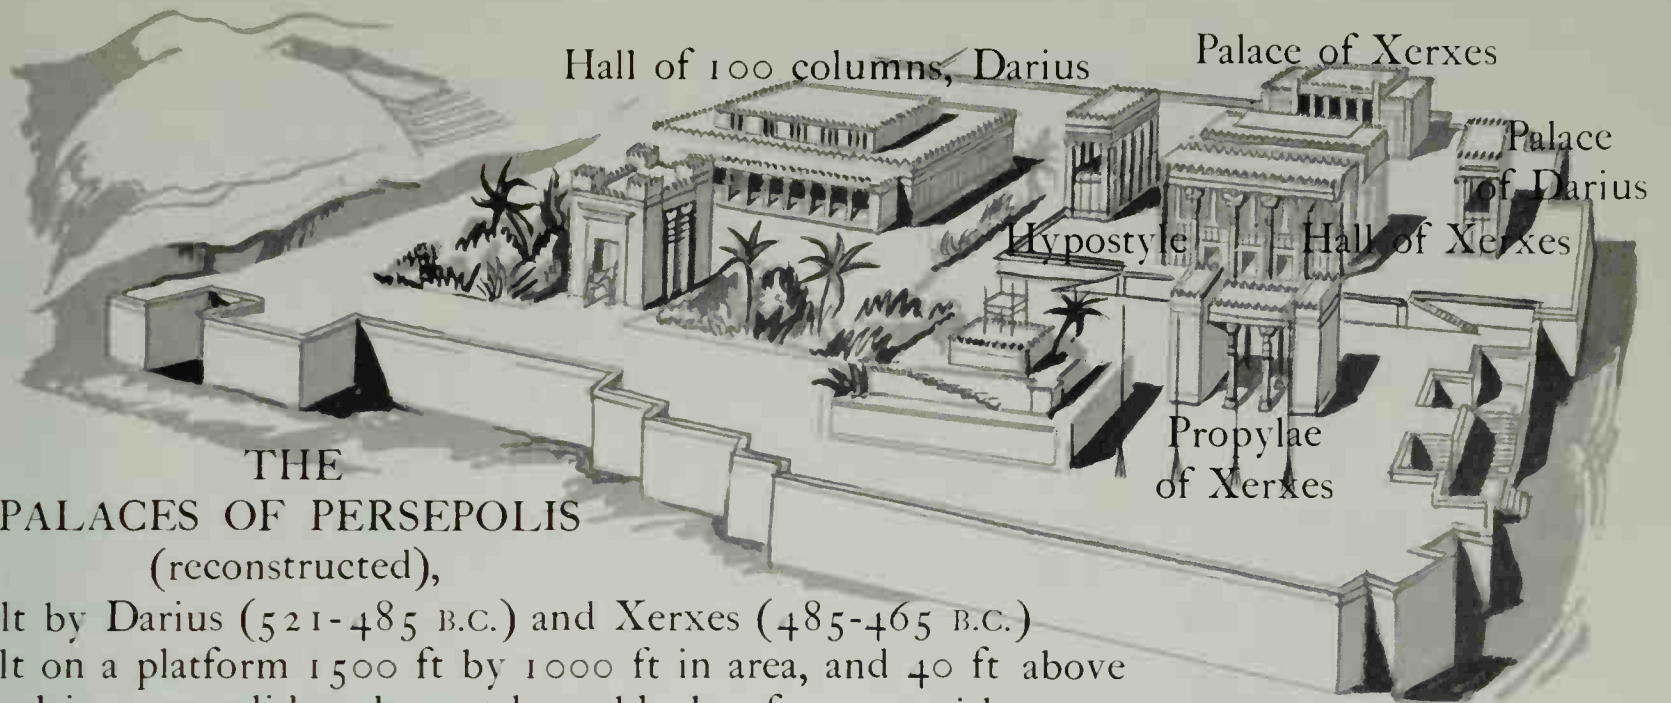 Hall of 100 columns, Darius
Palace of Xerxes
Palace
of Darius
Hypostyle Hall of Xerxes
Propylae
of Xerxes
THE
PALACES OF PERSEPOLIS
(reconstructed),
lt by Darius (521-485 B.C.) and Xerxes (485-465 B.C.)
lt on a platform 1500 ft by 1000 ft in area, and 40 ft above